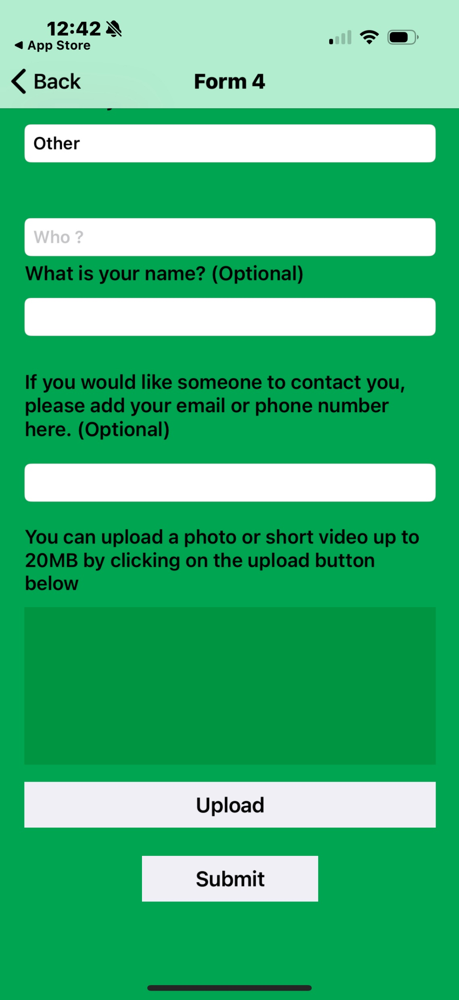 12:42
App Store
Back
Form 4
Other
Who ?
What is your name? (Optional)
If you would like someone to contact you,
please add your email or phone number
here. (Optional)
You can upload a photo or short video up to
20MB by clicking on the upload button
below
Upload
Submit